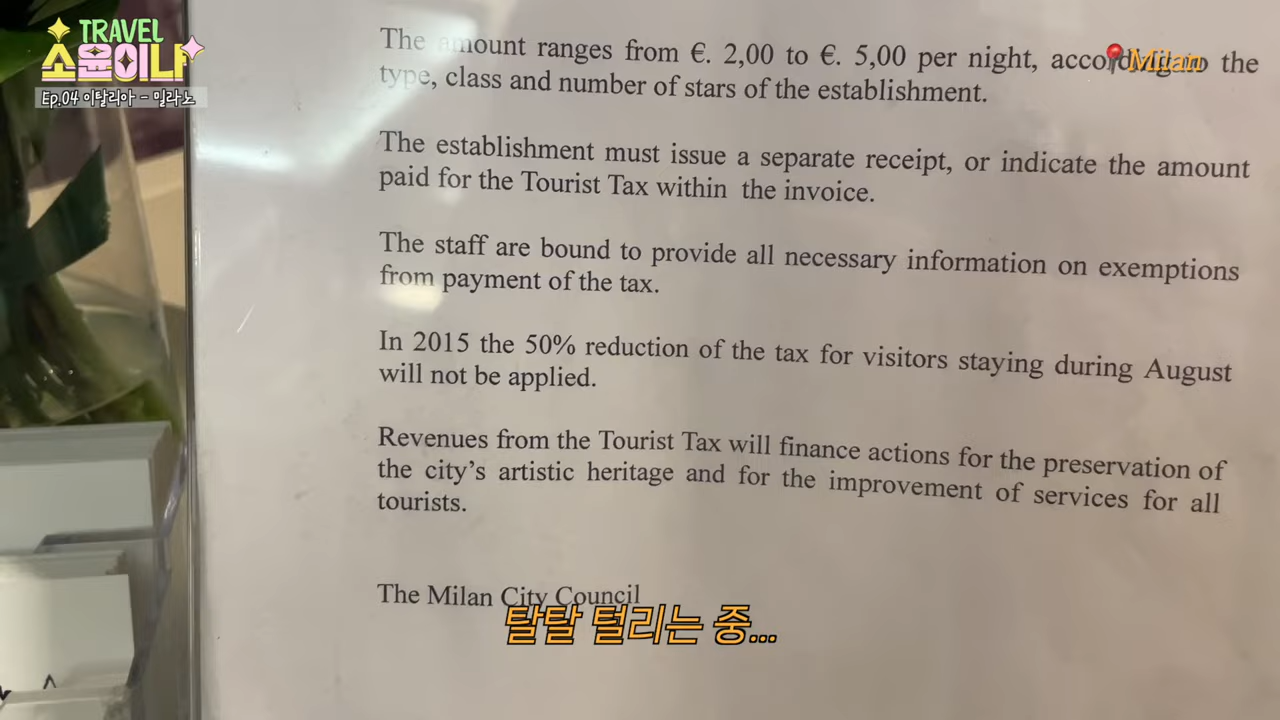 TRAVEL
소윤이나
Ep.04 이탈리아 - 밀라노
Milan
The amount ranges from €. 2,00 to €. 5,00 per night, according to the
type, class and number of stars of the establishment.
The establishment must issue a separate receipt, or indicate the amount
paid for the Tourist Tax within the invoice.
The staff are bound to provide all necessary information on exemptions
from payment of the tax.
In 2015 the 50% reduction of the tax for visitors staying during August
will not be applied.
Revenues from the Tourist Tax will finance actions for the preservation of
the city's artistic heritage and for the improvement of services for all
tourists.
The Milan City Council
탈탈 털리는 중...